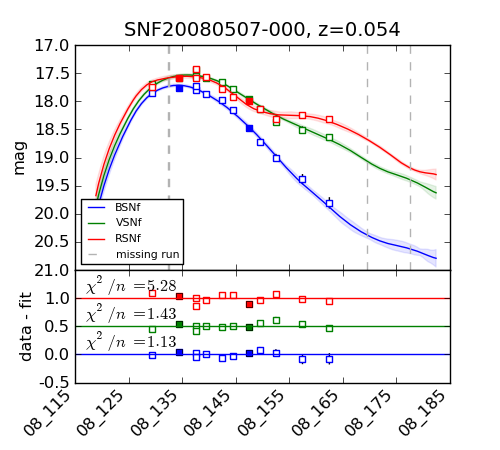 SNF20080507-000, z=0.054
17.0
17.5
18.0
18.5
19.0
19.5
20.0
20.5
21.0
mag
BSNf
VSNf
RSNf
missing run
χ² /n =5.28
χ² /n =1.43
χ² /n =1.13
1.0
0.5
0.0
-0.5
data - fit
08_115
08_125
08_135
08_145
08_155
08_165
08_175
08_185